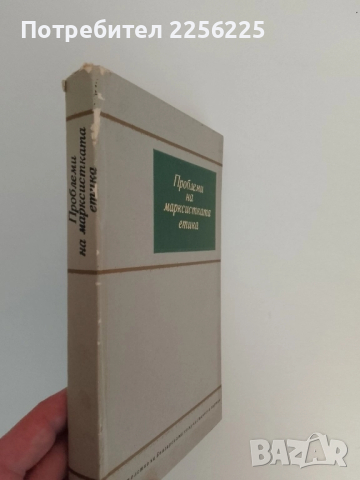 Потребител 2256225
Проблеми
на марксистката
етика
Проблеми
на
марксистката
етика
BAZAR
bg